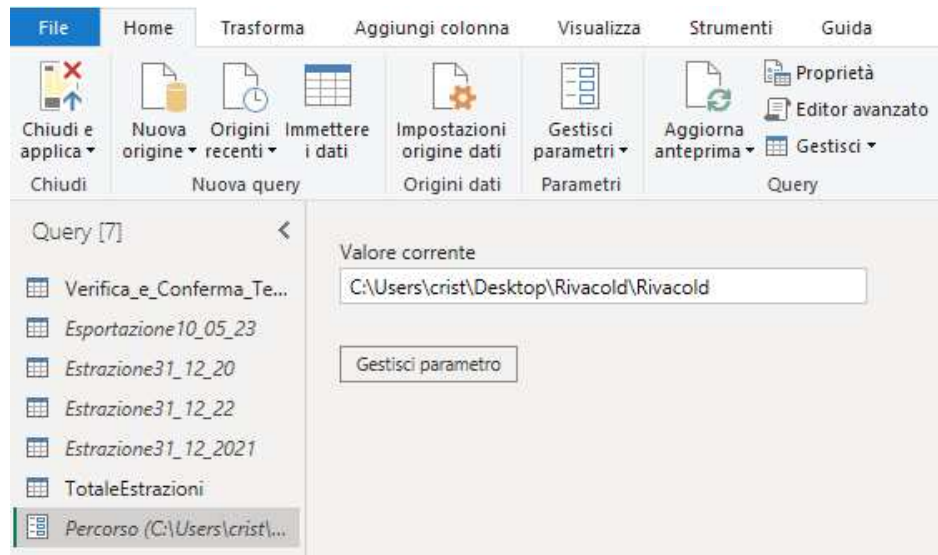 File Home Trasforma Aggiungi colonna Visualizza Strumenti Guida
Chiudi e applica
Nuova origine
Origini recenti
Immettere i dati
Impostazioni origine dati
Gestisci parametri
Aggiorna anteprima
Proprietà
Editor avanzato
Gestisci
Chiudi Nuova query Origini dati Parametri Query
Query [7]
Verifica_e_Conferma_Te...
Esportazione10_05_23
Estrazione31_12_20
Estrazione31_12_22
Estrazione31_12_2021
TotaleEstrazioni
Percorso (C:\Users\crist\...
Valore corrente
C:\Users\crist\Desktop\Rivacold\Rivacold
Gestisci parametro